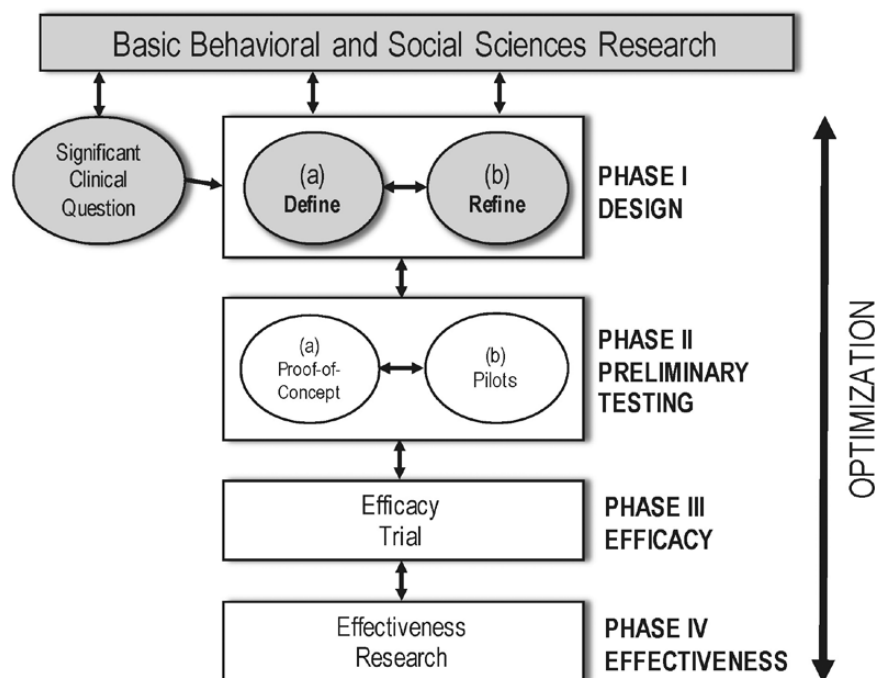 Basic Behavioral and Social Sciences Research
Significant
Clinical
Question
(a)
Define
(b)
Refine
PHASE I
DESIGN
(a)
Proof-of-
Concept
(b)
Pilots
PHASE II
PRELIMINARY
TESTING
Efficacy
Trial
PHASE III
EFFICACY
Effectiveness
Research
PHASE IV
EFFECTIVENESS
OPTIMIZATION